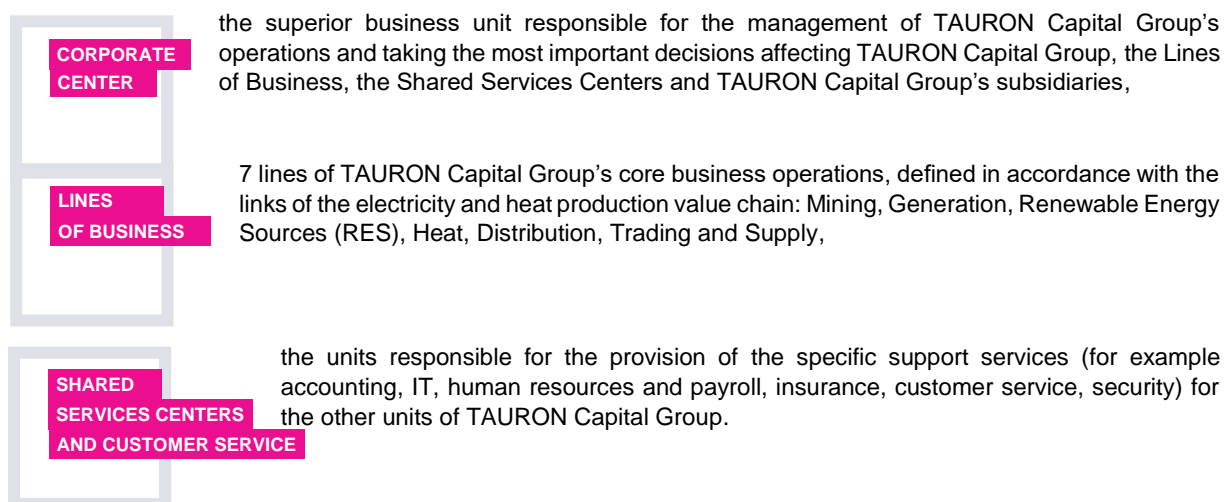 CORPORATE
CENTER
the superior business unit responsible for the management of TAURON Capital Group’s
operations and taking the most important decisions affecting TAURON Capital Group, the Lines
of Business, the Shared Services Centers and TAURON Capital Group’s subsidiaries,
LINES
OF BUSINESS
7 lines of TAURON Capital Group’s core business operations, defined in accordance with the
links of the electricity and heat production value chain: Mining, Generation, Renewable Energy
Sources (RES), Heat, Distribution, Trading and Supply,
SHARED
SERVICES CENTERS
AND CUSTOMER SERVICE
the units responsible for the provision of the specific support services (for example
accounting, IT, human resources and payroll, insurance, customer service, security) for
the other units of TAURON Capital Group.